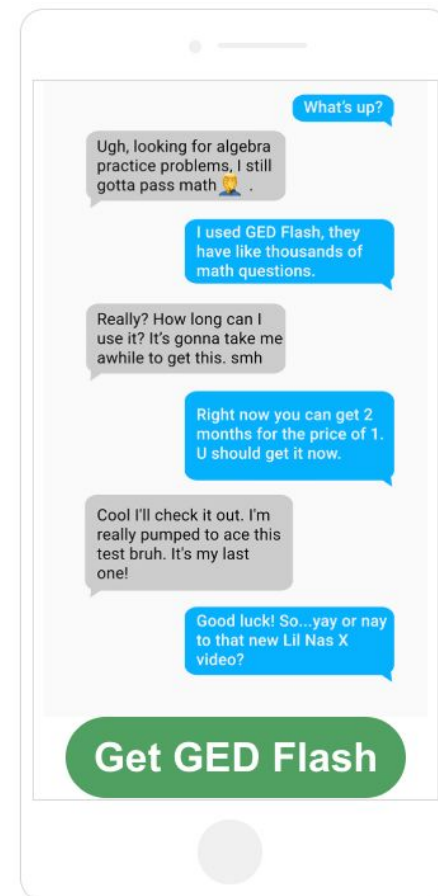 What's up?
Ugh, looking for algebra
practice problems, I still
gotta pass math🤦 .
I used GED Flash, they
have like thousands of
math questions.
Really? How long can I
use it? It's gonna take me
awhile to get this. smh
Right now you can get 2
months for the price of 1.
U should get it now.
Cool I'll check it out. I'm
really pumped to ace this
test bruh. It's my last
one!
Good luck! So...yay or nay
to that new Lil Nas X
video?
Get GED Flash